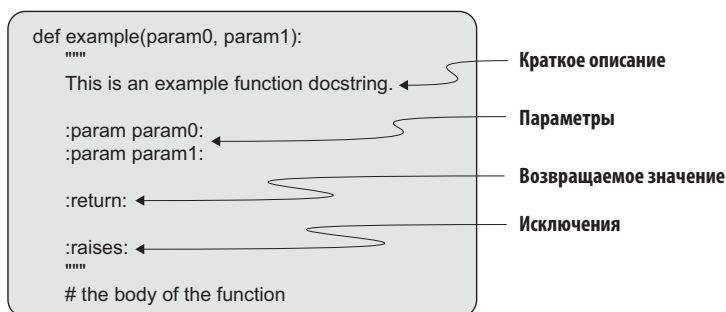 def example(param0, param1):
"""
This is an example function docstring.
Краткое описание
:param param0:
:param param1:
Параметры
:return:
Возвращаемое значение
:raises:
Исключения
"""
# the body of the function